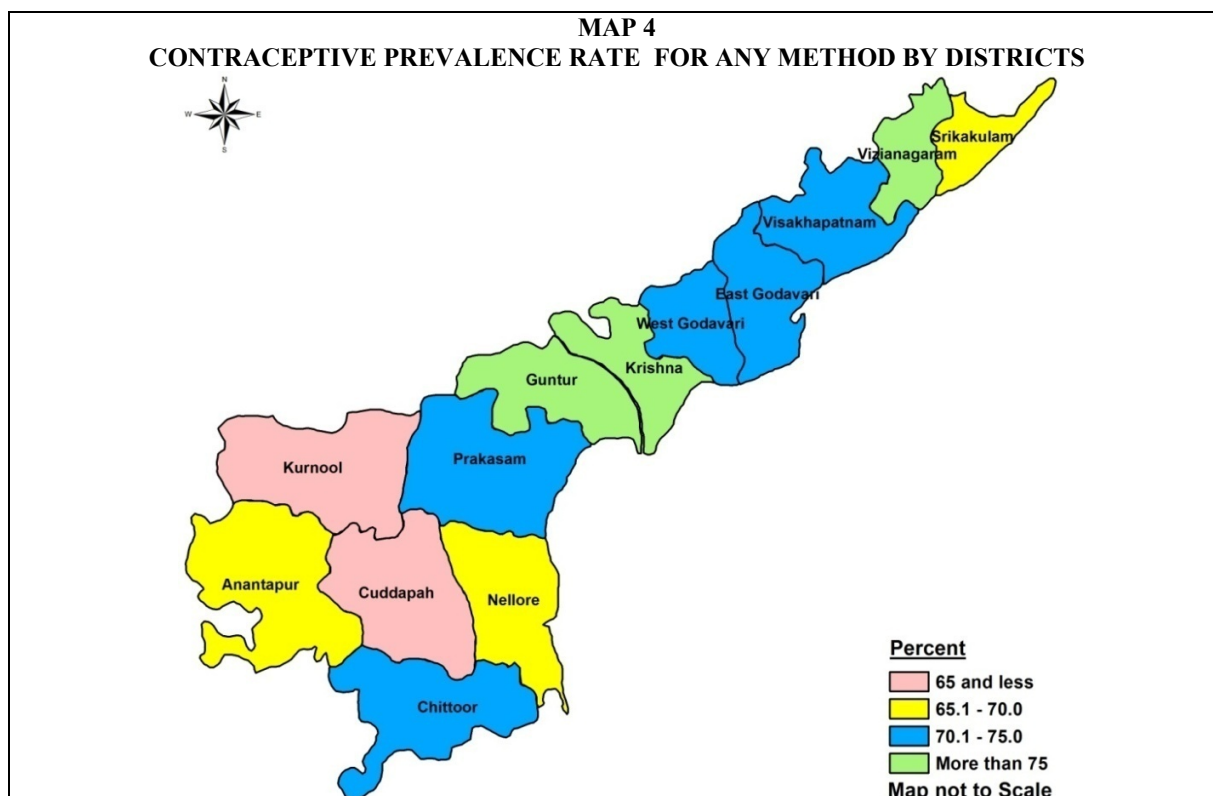 MAP 4
CONTRACEPTIVE PREVALENCE RATE FOR ANY METHOD BY DISTRICTS
N
W
E
S
Srikakulam
Vizianagaram
Visakhapatnam
East Godavari
West Godavari
Krishna
Guntur
Prakasam
Kurnool
Anantapur
Cuddapah
Nellore
Chittoor
Percent
65 and less
65.1 - 70.0
70.1 - 75.0
More than 75
Map not to Scale